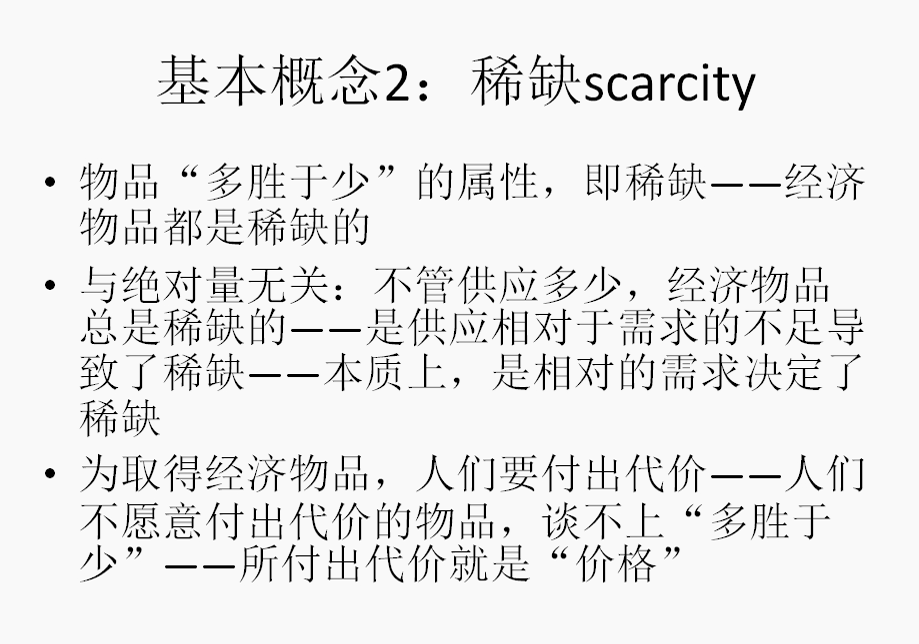 基本概念2：稀缺scarcity
• 物品“多胜于少”的属性，即稀缺——经济
物品都是稀缺的
• 与绝对量无关：不管供应多少，经济物品
总是稀缺的——是供应相对于需求的不足导
致了稀缺——本质上，是相对的需求决定了
稀缺
• 为取得经济物品，人们要付出代价——人们
不愿意付出代价的物品，谈不上“多胜于
少”——所付出代价就是“价格”